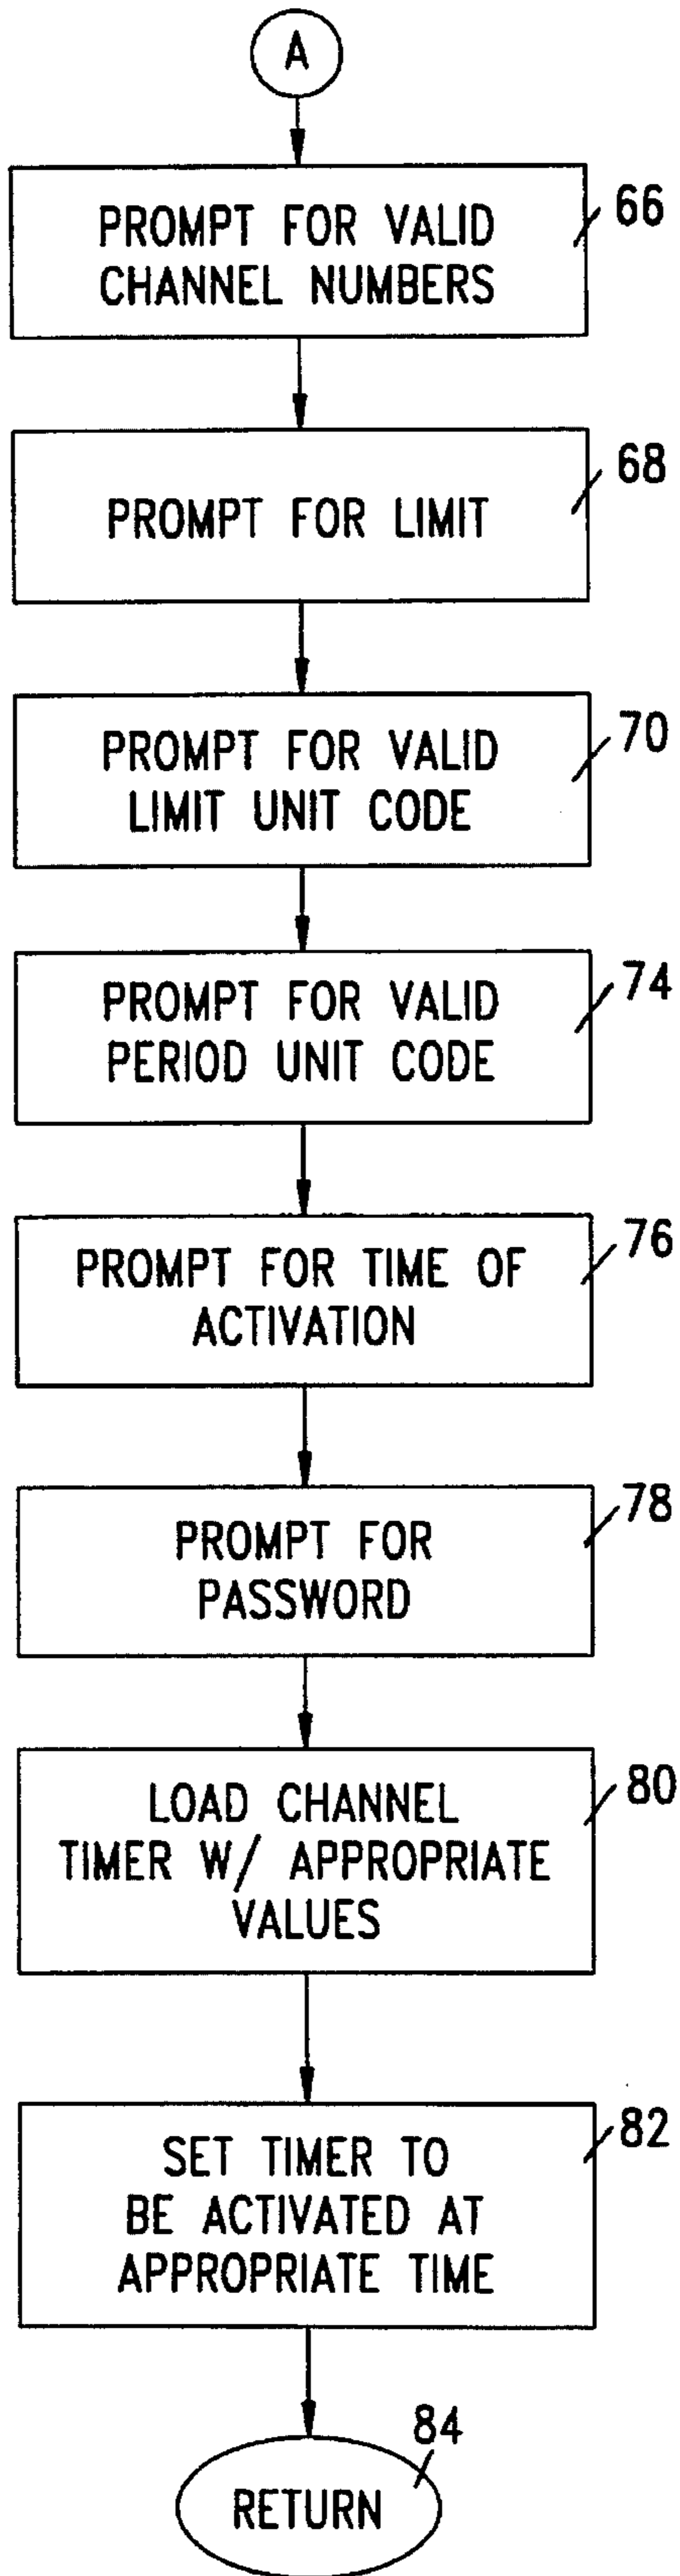 A
PROMPT FOR VALID
CHANNEL NUMBERS
66
PROMPT FOR LIMIT
68
PROMPT FOR VALID
LIMIT UNIT CODE
70
PROMPT FOR VALID
PERIOD UNIT CODE
74
PROMPT FOR TIME OF
ACTIVATION
76
PROMPT FOR
PASSWORD
78
LOAD CHANNEL
TIMER W/ APPROPRIATE
VALUES
80
SET TIMER TO
BE ACTIVATED AT
APPROPRIATE TIME
82
84
RETURN